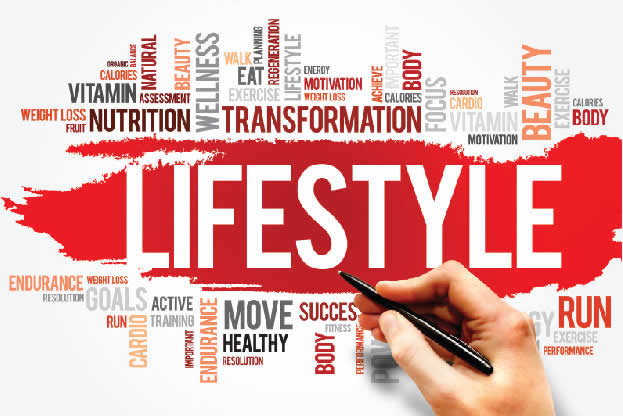 ORGANIC
BALANCE
CALORIES
NATURAL
BEAUTY
WELLNESS
WALK
PLANNING
EAT
REGENERATION
LIFESTYLE
ENERGY
MOTIVATION
ACHIEVE
IMPORTANT
BODY
VITAMIN
ASSESSMENT
EXERCISE
WEIGHT LOSS
CALORIES
FOCUS
RESOLUTION
CARDIO
WALK
BEAUTY
EXERCISE
CALORIES
WEIGHT LOSS
FRUIT
NUTRITION
TRANSFORMATION
VITAMIN
MOTIVATION
BODY
LIFESTYLE
ENDURANCE
WEIGHT LOSS
RESOLUTION
GOALS
ACTIVE
RUN
CARDIO
TRAINING
IMPORTANT
ENDURANCE
MOVE
HEALTHY
RESOLUTION
SUCCES
FITNESS
BODY
PERFORMANCE
RUN
EXERCISE
PERFORMANCE